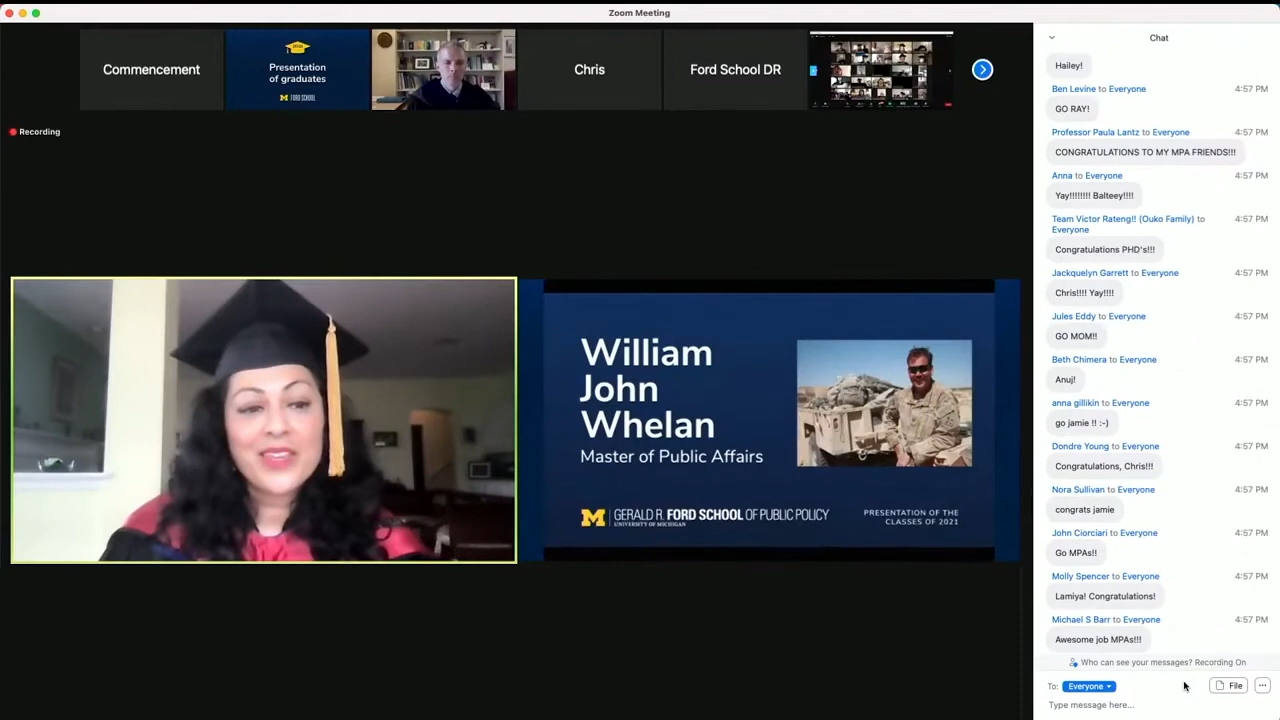 Zoom Meeting
Commencement
Presentation
of graduates
M FORD SCHOOL
Chris
Ford School DR
Recording
William
John
Whelan
Master of Public Affairs
M GERALD R. FORD SCHOOL OF PUBLIC POLICY
UNIVERSITY OF MICHIGAN
PRESENTATION OF THE
CLASSES OF 2021
Chat
Hailey!
Ben Levine to Everyone 4:57 PM
GO RAY!
Professor Paula Lantz to Everyone 4:57 PM
CONGRATULATIONS TO MY MPA FRIENDS!!!
Anna to Everyone 4:57 PM
Yay!!!!!!!! Balteey!!!!
Team Victor Rateng!! (Ouko Family) to 4:57 PM
Everyone
Congratulations PHD's!!!
Jackquelyn Garrett to Everyone 4:57 PM
Chris!!!! Yay!!!!
Jules Eddy to Everyone 4:57 PM
GO MOM!!
Beth Chimera to Everyone 4:57 PM
Anuj!
anna gillikin to Everyone 4:57 PM
go jamie !! :-)
Dondre Young to Everyone 4:57 PM
Congratulations, Chris!!!
Nora Sullivan to Everyone 4:57 PM
congrats jamie
John Ciorciari to Everyone 4:57 PM
Go MPAs!!
Molly Spencer to Everyone 4:57 PM
Lamiya! Congratulations!
Michael S Barr to Everyone 4:57 PM
Awesome job MPAs!!!
Who can see your messages? Recording On
To: Everyone File ...
Type message here...